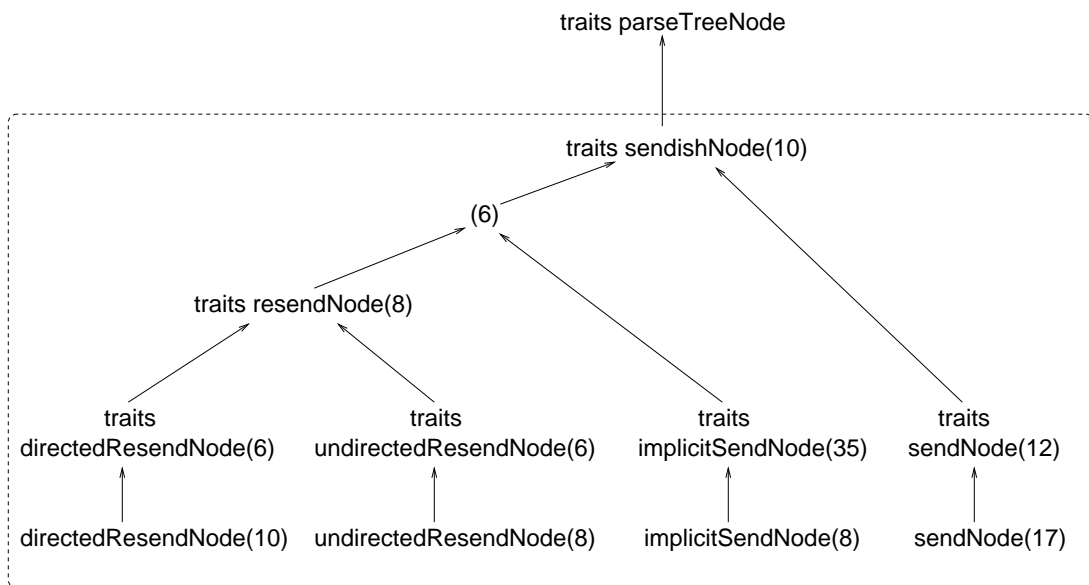 traits parseTreeNode
traits sendishNode(10)
(6)
traits resendNode(8)
traits
directedResendNode(6)
traits
undirectedResendNode(6)
traits
implicitSendNode(35)
traits
sendNode(12)
directedResendNode(10)
undirectedResendNode(8)
implicitSendNode(8)
sendNode(17)